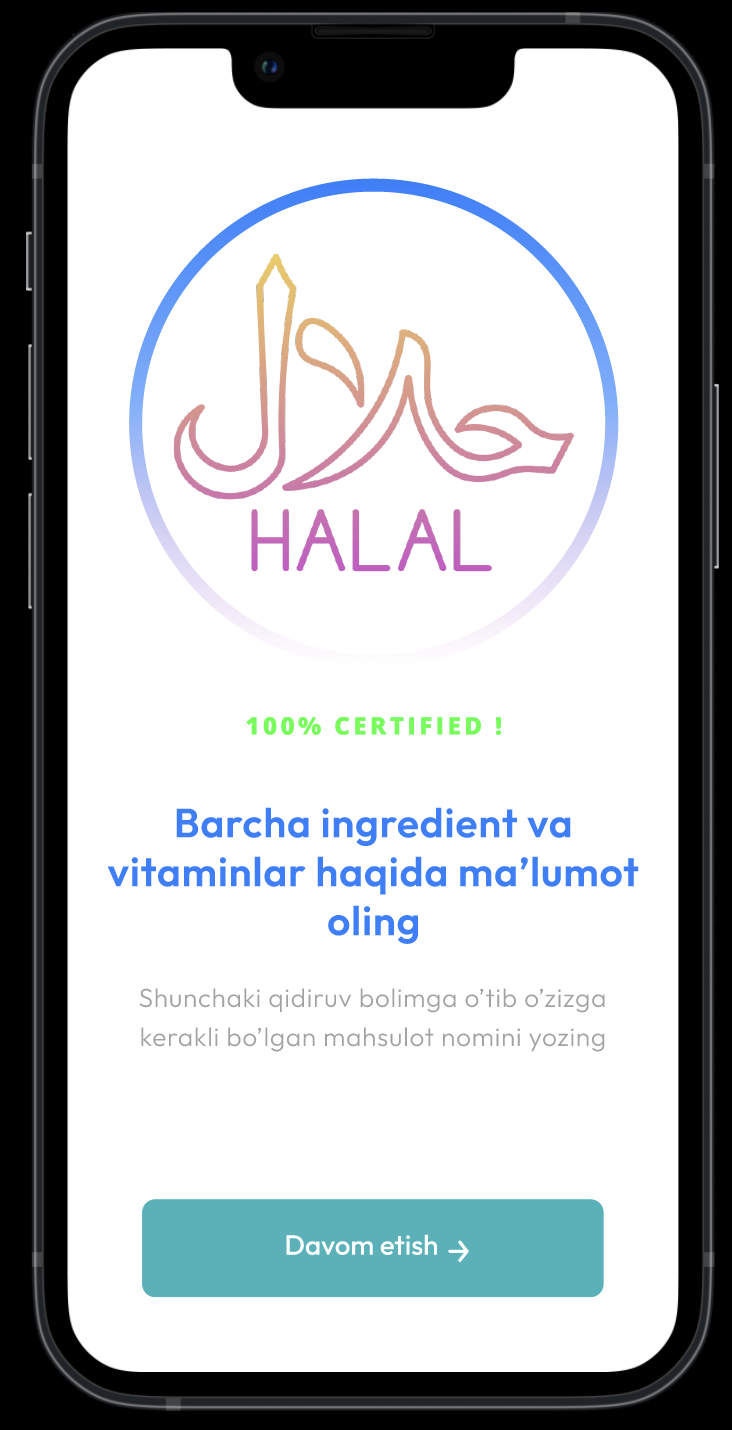 حلال
HALAL
100% CERTIFIED !
Barcha ingredient va
vitaminlar haqida ma’lumot
oling
Shunchaki qidiruv bolimga o’tib o’zizga
kerakli bo’lgan mahsulot nomini yozing
Davom etish →